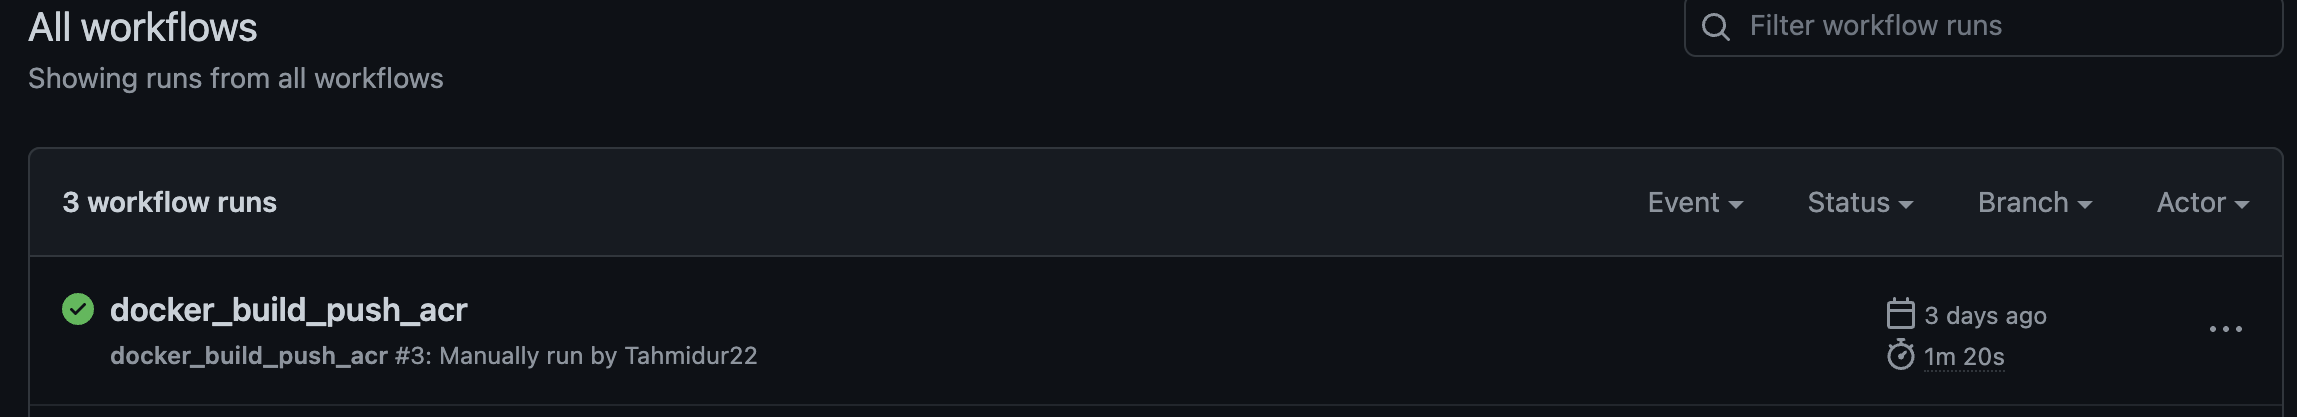 All workflows
Filter workflow runs
Showing runs from all workflows
3 workflow runs
Event
Status
Branch
Actor
docker_build_push_acr
3 days ago
docker_build_push_acr #3: Manually run by Tahmidur22
1m 20s